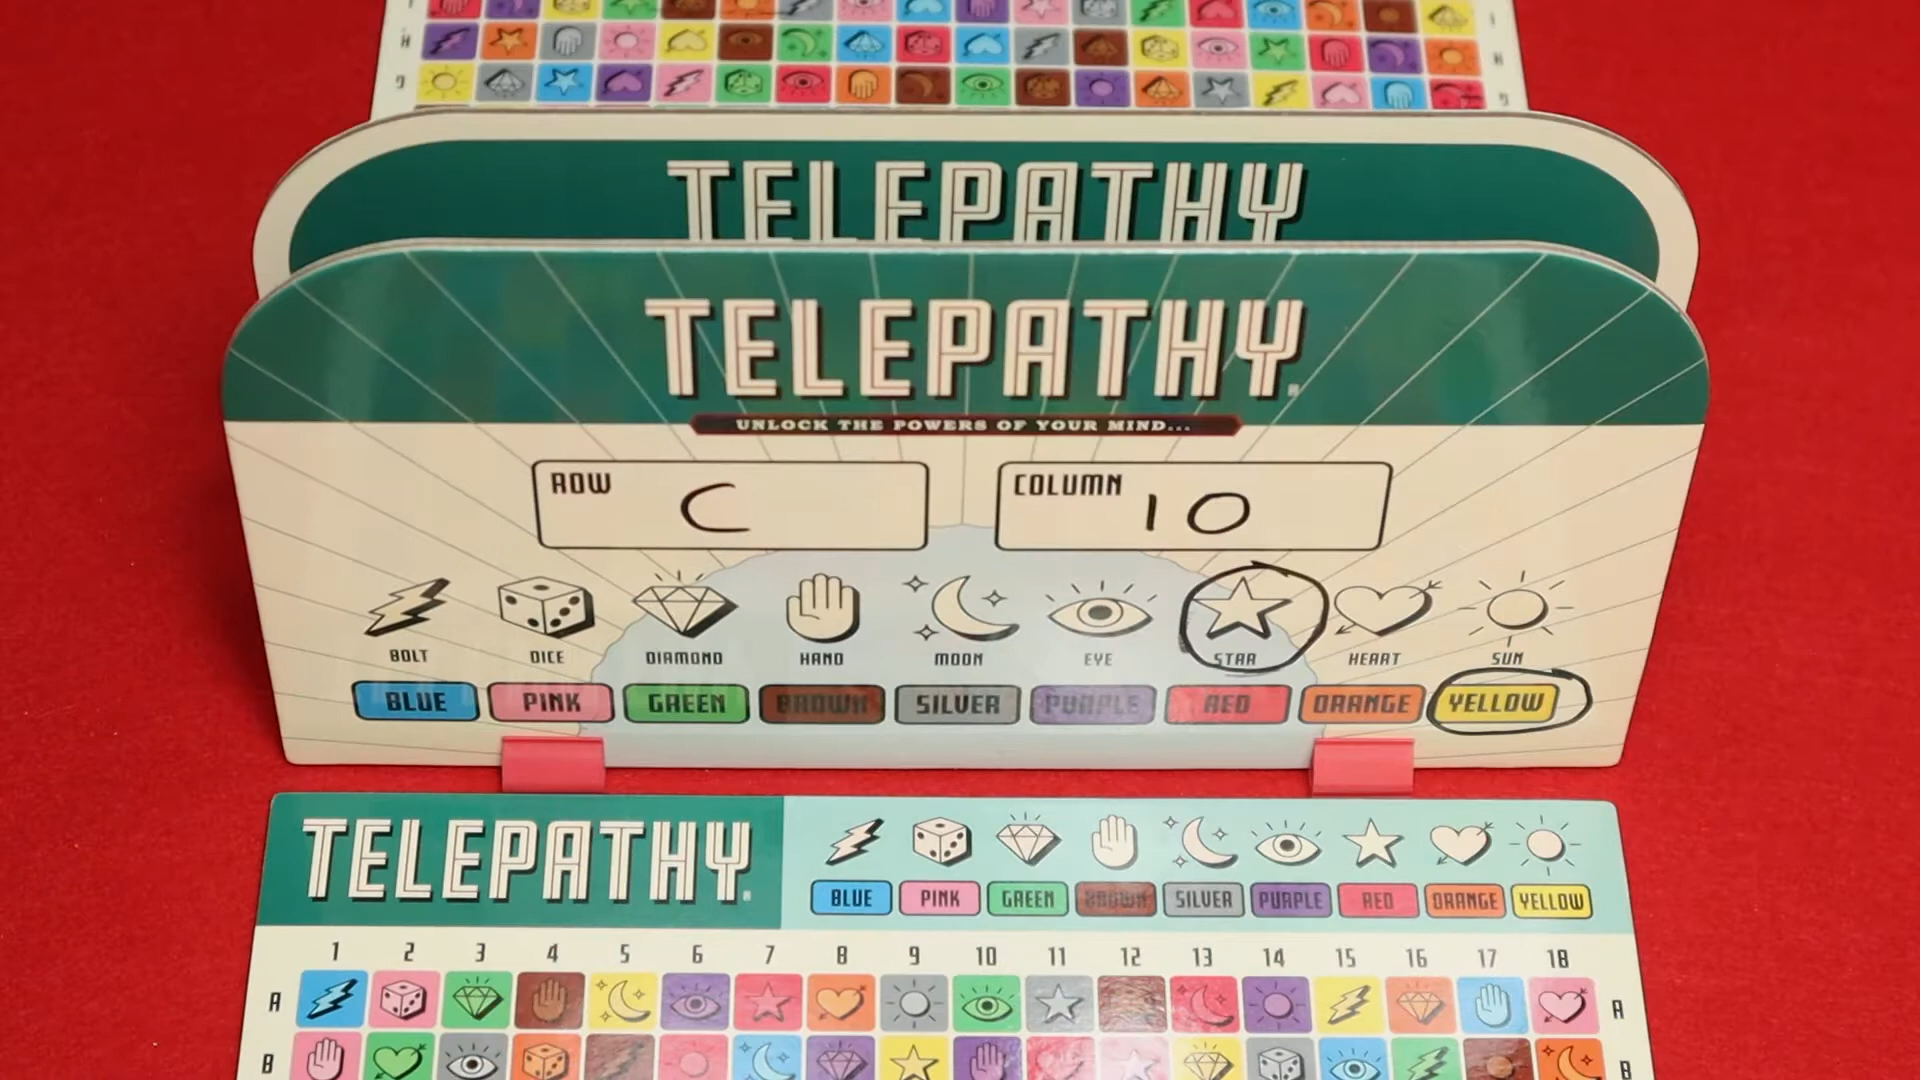 H
G
TELEPATHY
TELEPATHY
UNLOCK THE POWERS OF YOUR MIND...
ROW C COLUMN 10
BOLT DICE DIAMOND HAND MOON EYE STAR HEART SUN
BLUE PINK GREEN BROWN SILVER PURPLE RED ORANGE YELLOW
TELEPATHY
BLUE PINK GREEN BROWN SILVER PURPLE RED ORANGE YELLOW
1 2 3 4 5 6 7 8 9 10 11 12 13 14 15 16 17 18
A A
B B